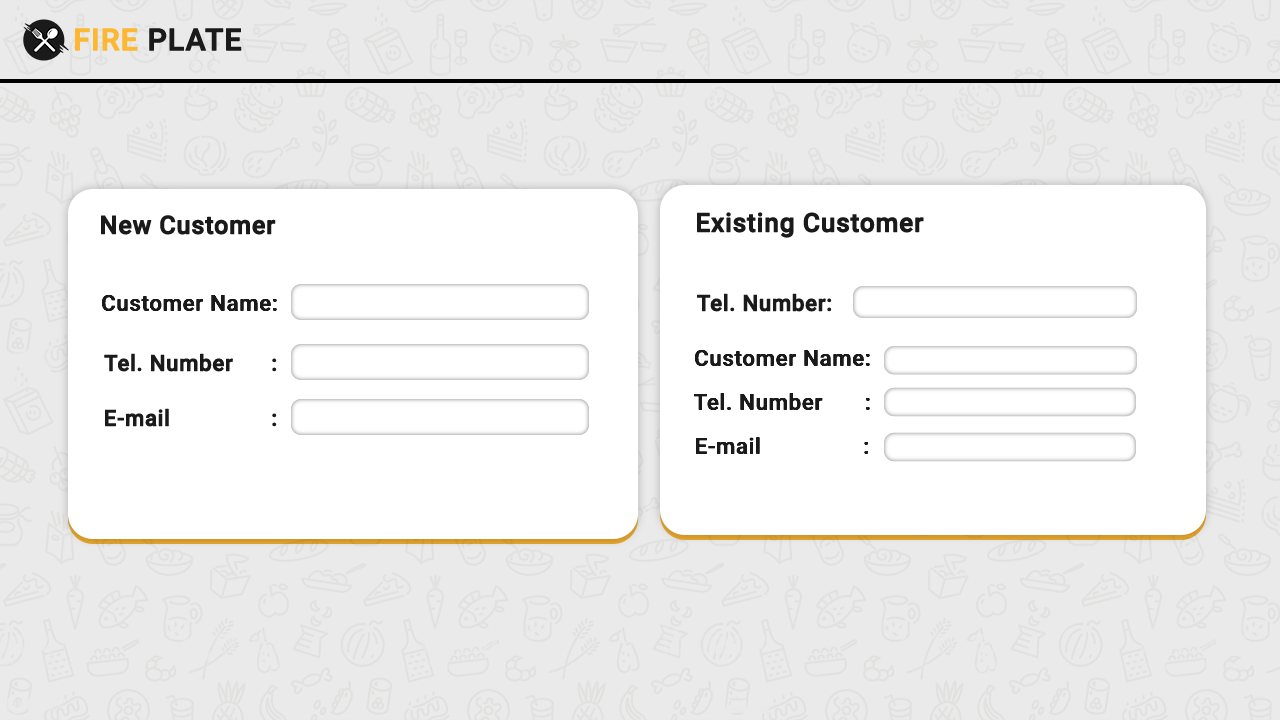 FIRE PLATE
New Customer
Customer Name:
Tel. Number :
E-mail :
Existing Customer
Tel. Number:
Customer Name:
Tel. Number :
E-mail :